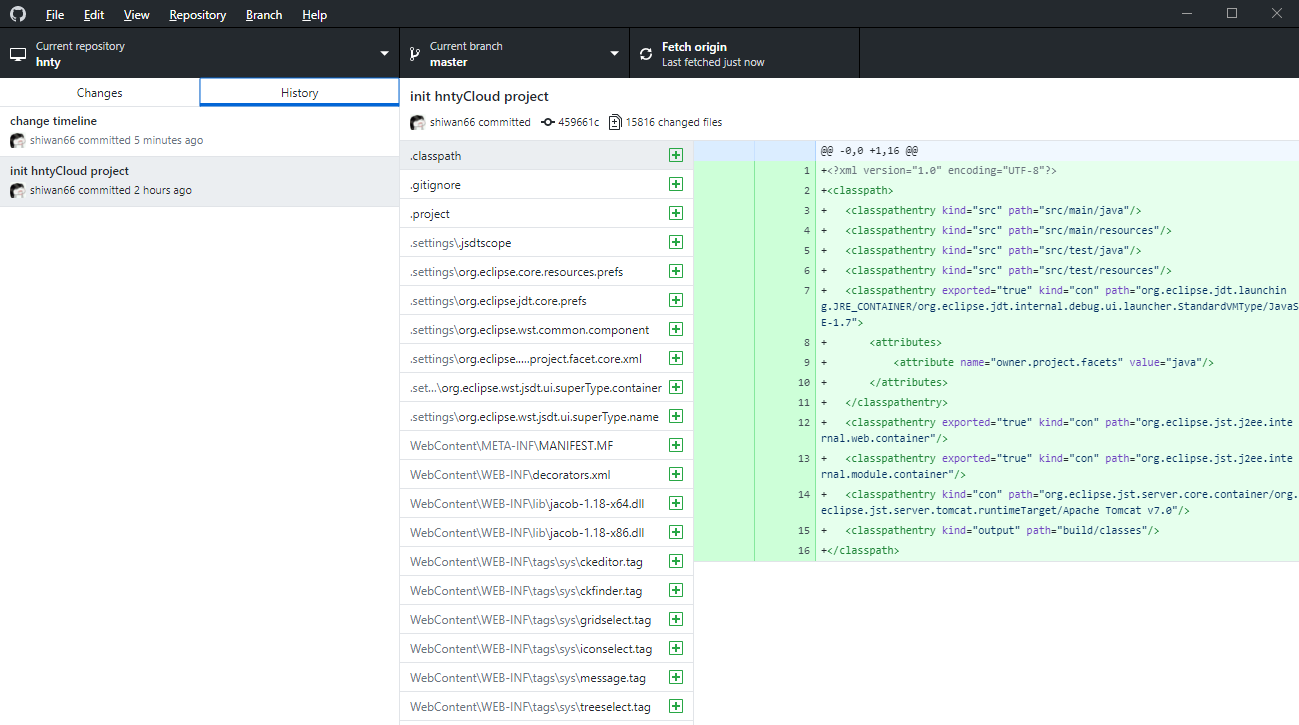 File Edit View Repository Branch Help
Current repository
hnty
Current branch
master
Fetch origin
Last fetched just now
Changes
History
change timeline
shiwan66 committed 5 minutes ago
init hntyCloud project
shiwan66 committed 2 hours ago
init hntyCloud project
shiwan66 committed 459661c 15816 changed files
.classpath
.gitignore
.project
.settings\.jsdtscope
.settings\org.eclipse.core.resources.prefs
.settings\org.eclipse.jdt.core.prefs
.settings\org.eclipse.wst.common.component
.settings\org.eclipse.....project.facet.core.xml
.set...\org.eclipse.wst.jsdt.ui.superType.container
.settings\org.eclipse.wst.jsdt.ui.superType.name
WebContent\META-INF\MANIFEST.MF
WebContent\WEB-INF\decorators.xml
WebContent\WEB-INF\lib\jacob-1.18-x64.dll
WebContent\WEB-INF\lib\jacob-1.18-x86.dll
WebContent\WEB-INF\tags\sys\ckeditor.tag
WebContent\WEB-INF\tags\sys\ckfinder.tag
WebContent\WEB-INF\tags\sys\gridselect.tag
WebContent\WEB-INF\tags\sys\iconselect.tag
WebContent\WEB-INF\tags\sys\message.tag
WebContent\WEB-INF\tags\sys\treeselect.tag
@@ -0,0 +1,16 @@
1 +<?xml version="1.0" encoding="UTF-8"?>
2 +<classpath>
3 + <classpathentry kind="src" path="src/main/java"/>
4 + <classpathentry kind="src" path="src/main/resources"/>
5 + <classpathentry kind="src" path="src/test/java"/>
6 + <classpathentry kind="src" path="src/test/resources"/>
7 + <classpathentry exported="true" kind="con" path="org.eclipse.jdt.launchin
g.JRE_CONTAINER/org.eclipse.jdt.internal.debug.ui.launcher.StandardVMType/JavaS
E-1.7">
8 + <attributes>
9 + <attribute name="owner.project.facets" value="java"/>
10 + </attributes>
11 + </classpathentry>
12 + <classpathentry exported="true" kind="con" path="org.eclipse.jst.j2ee.inte
rnal.web.container"/>
13 + <classpathentry exported="true" kind="con" path="org.eclipse.jst.j2ee.inte
rnal.module.container"/>
14 + <classpathentry kind="con" path="org.eclipse.jst.server.core.container/org.
eclipse.jst.server.tomcat.runtimeTarget/Apache Tomcat v7.0"/>
15 + <classpathentry kind="output" path="build/classes"/>
16 +</classpath>